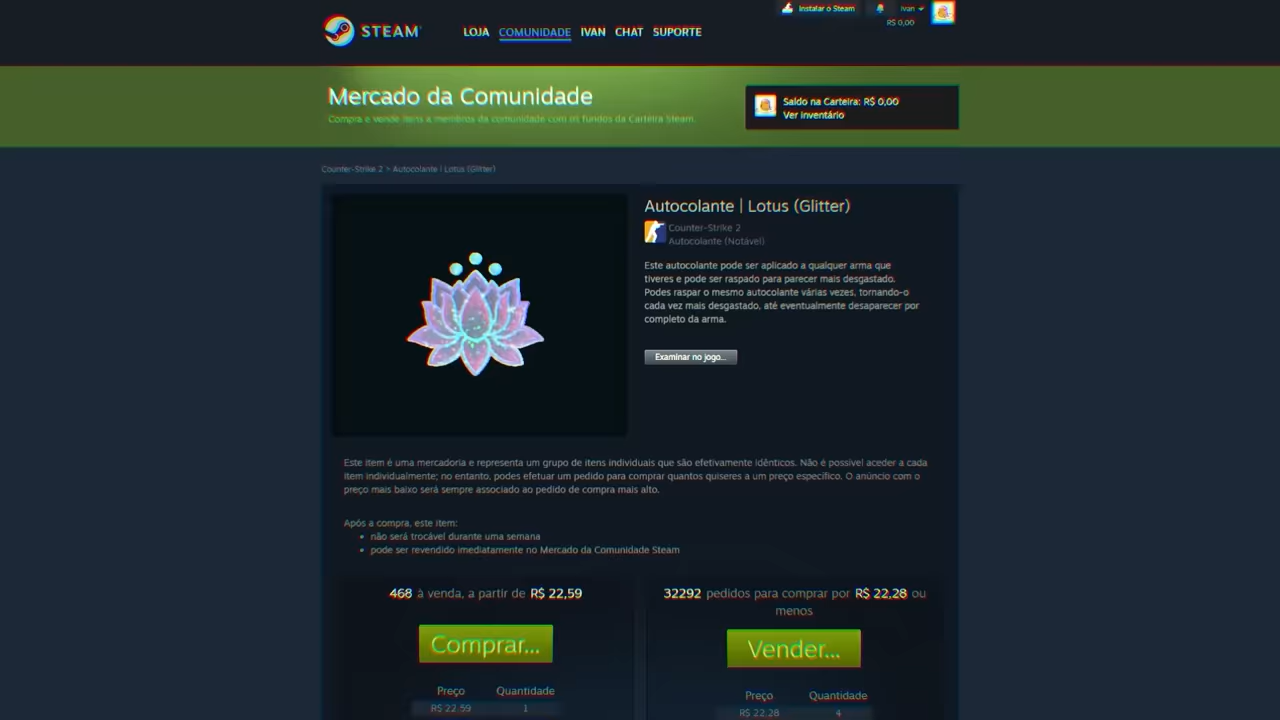 STEAM
LOJA COMUNIDADE IVAN CHAT SUPORTE
Instalar o Steam
Ivan
R$ 0,00
Mercado da Comunidade
Compra e vende itens a membros da comunidade com os fundos da Carteira Steam.
Saldo na Carteira: R$ 0,00
Ver inventário
Counter-Strike 2 > Autocolante | Lotus (Glitter)
Autocolante | Lotus (Glitter)
Counter-Strike 2
Autocolante (Notável)
Este autocolante pode ser aplicado a qualquer arma que
tiveres e pode ser raspado para parecer mais desgastado.
Podes raspar o mesmo autocolante várias vezes, tornando-o
cada vez mais desgastado, até eventualmente desaparecer por
completo da arma.
Examinar no jogo...
Este item é uma mercadoria e representa um grupo de itens individuais que são efetivamente idênticos. Não é possível aceder a cada
item individualmente; no entanto, podes efetuar um pedido para comprar quantos quiseres a um preço específico. O anúncio com o
preço mais baixo será sempre associado ao pedido de compra mais alto.
Após a compra, este item:
• não será trocável durante uma semana
• pode ser revendido imediatamente no Mercado da Comunidade Steam
468 à venda, a partir de R$ 22,59
Comprar...
Preço Quantidade
R$ 22,59 1
32292 pedidos para comprar por R$ 22,28 ou
menos
Vender...
Preço Quantidade
R$ 22,28 4